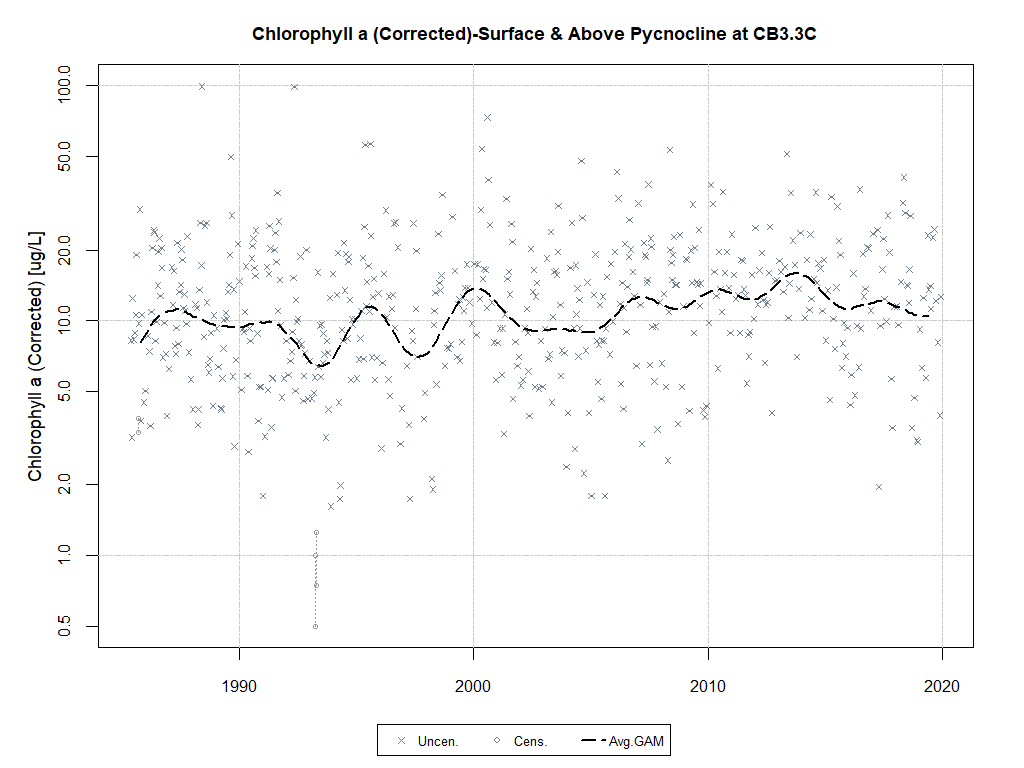 Chlorophyll a (Corrected)-Surface & Above Pycnocline at CB3.3C
Chlorophyll a (Corrected) [ug/L]
100.0
50.0
20.0
10.0
5.0
2.0
1.0
0.5
1990 2000 2010 2020
Uncen. Cens. Avg.GAM